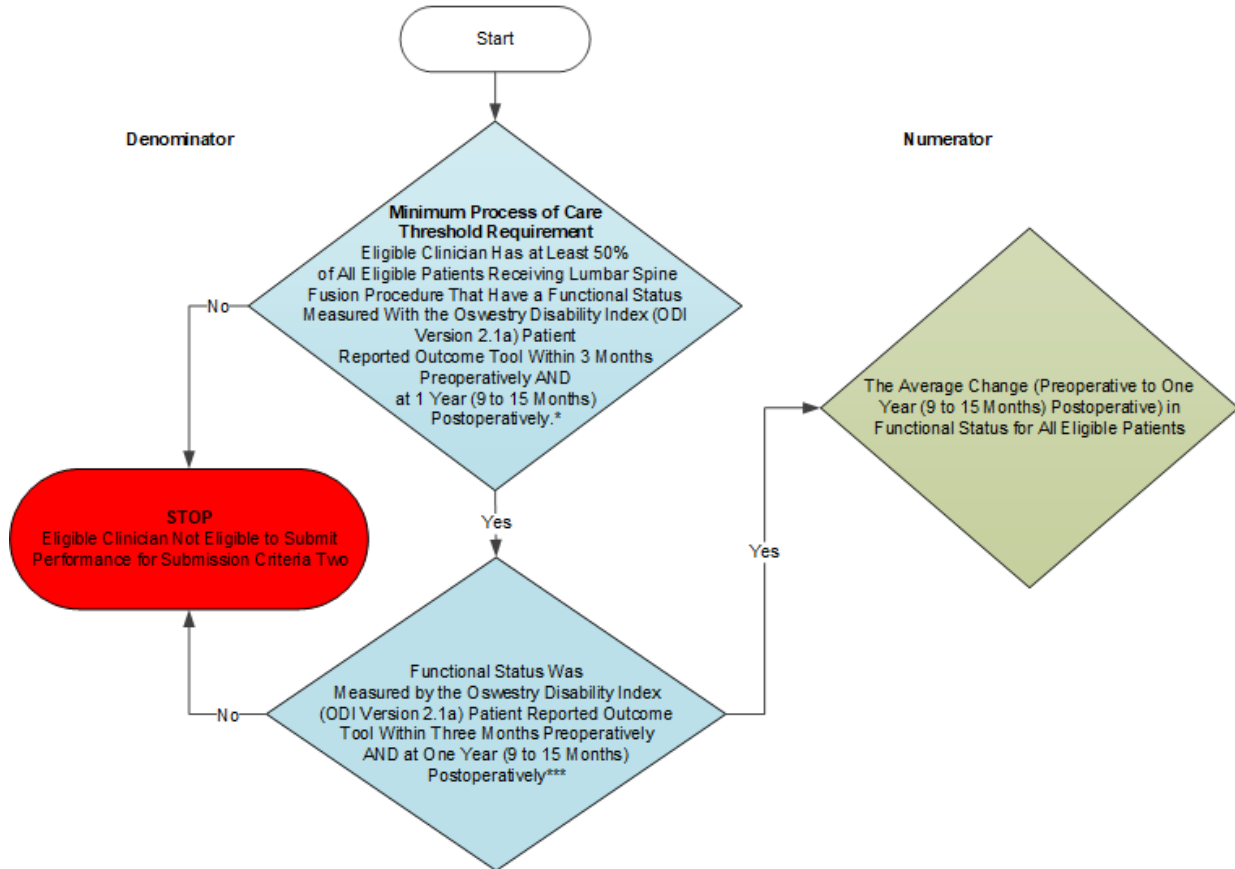 Start
Denominator
Numerator
Minimum Process of Care
Threshold Requirement
Eligible Clinician Has at Least 50%
of All Eligible Patients Receiving Lumbar Spine
Fusion Procedure That Have a Functional Status
Measured With the Oswestry Disability Index (ODI
Version 2.1a) Patient
Reported Outcome Tool Within 3 Months
Preoperatively AND
at 1 Year (9 to 15 Months)
Postoperatively.*
No
Yes
STOP
Eligible Clinician Not Eligible to Submit
Performance for Submission Criteria Two
Functional Status Was
Measured by the Oswestry Disability Index
(ODI Version 2.1a) Patient Reported Outcome
Tool Within Three Months Preoperatively
AND at One Year (9 to 15 Months)
Postoperatively***
No
Yes
The Average Change (Preoperative to One
Year (9 to 15 Months) Postoperative) in
Functional Status for All Eligible Patients